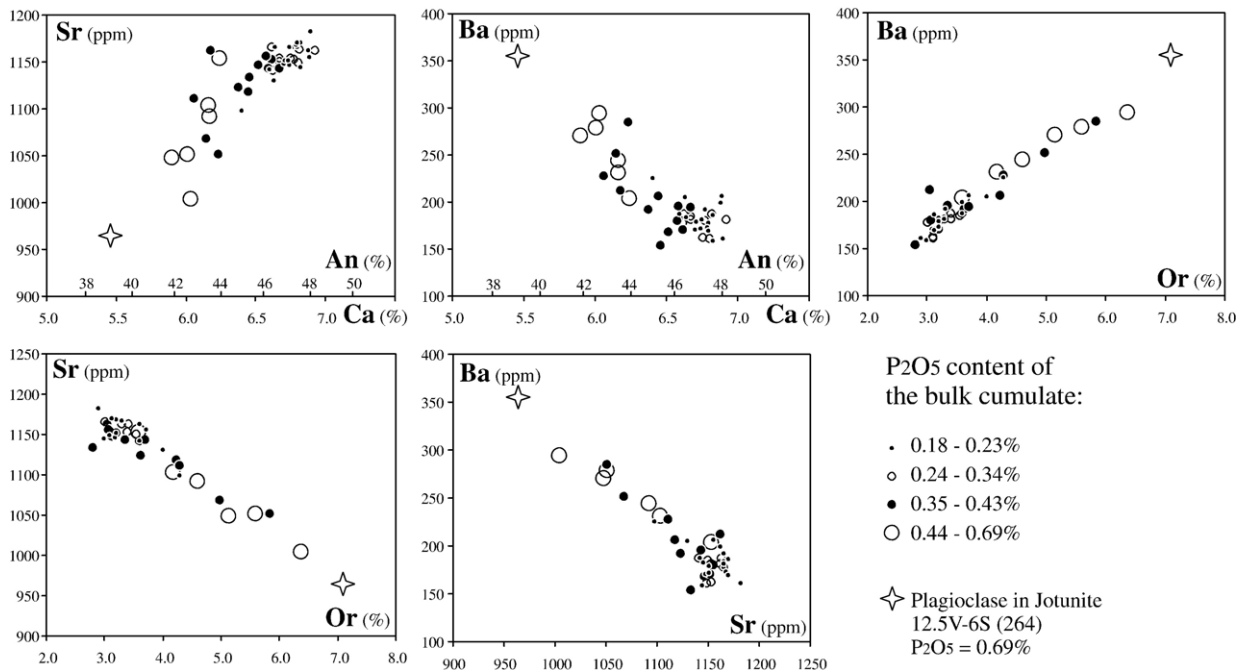 Sr (ppm)
1200
1150
1100
1050
1000
950
900
An (%)
38 40 42 44 46 48 50
5.0 5.5 6.0 6.5 7.0
Ca (%)
Ba (ppm)
400
350
300
250
200
150
100
An (%)
38 40 42 44 46 48 50
5.0 6.0 6.5 7.0
Ca (%)
Ba (ppm)
400
350
300
250
200
150
100
Or (%)
2.0 3.0 4.0 5.0 6.0 7.0 8.0
Sr (ppm)
1250
1200
1150
1100
1050
1000
950
900
Or (%)
2.0 3.0 4.0 5.0 6.0 7.0 8.0
Ba (ppm)
400
350
300
250
200
150
100
Sr (ppm)
900 950 1000 1050 1100 1150 1200 1250
P2O5 content of
the bulk cumulate:
0.18 - 0.23%
0.24 - 0.34%
0.35 - 0.43%
0.44 - 0.69%
Plagioclase in Jotunite
12.5V-6S (264)
P2O5 = 0.69%